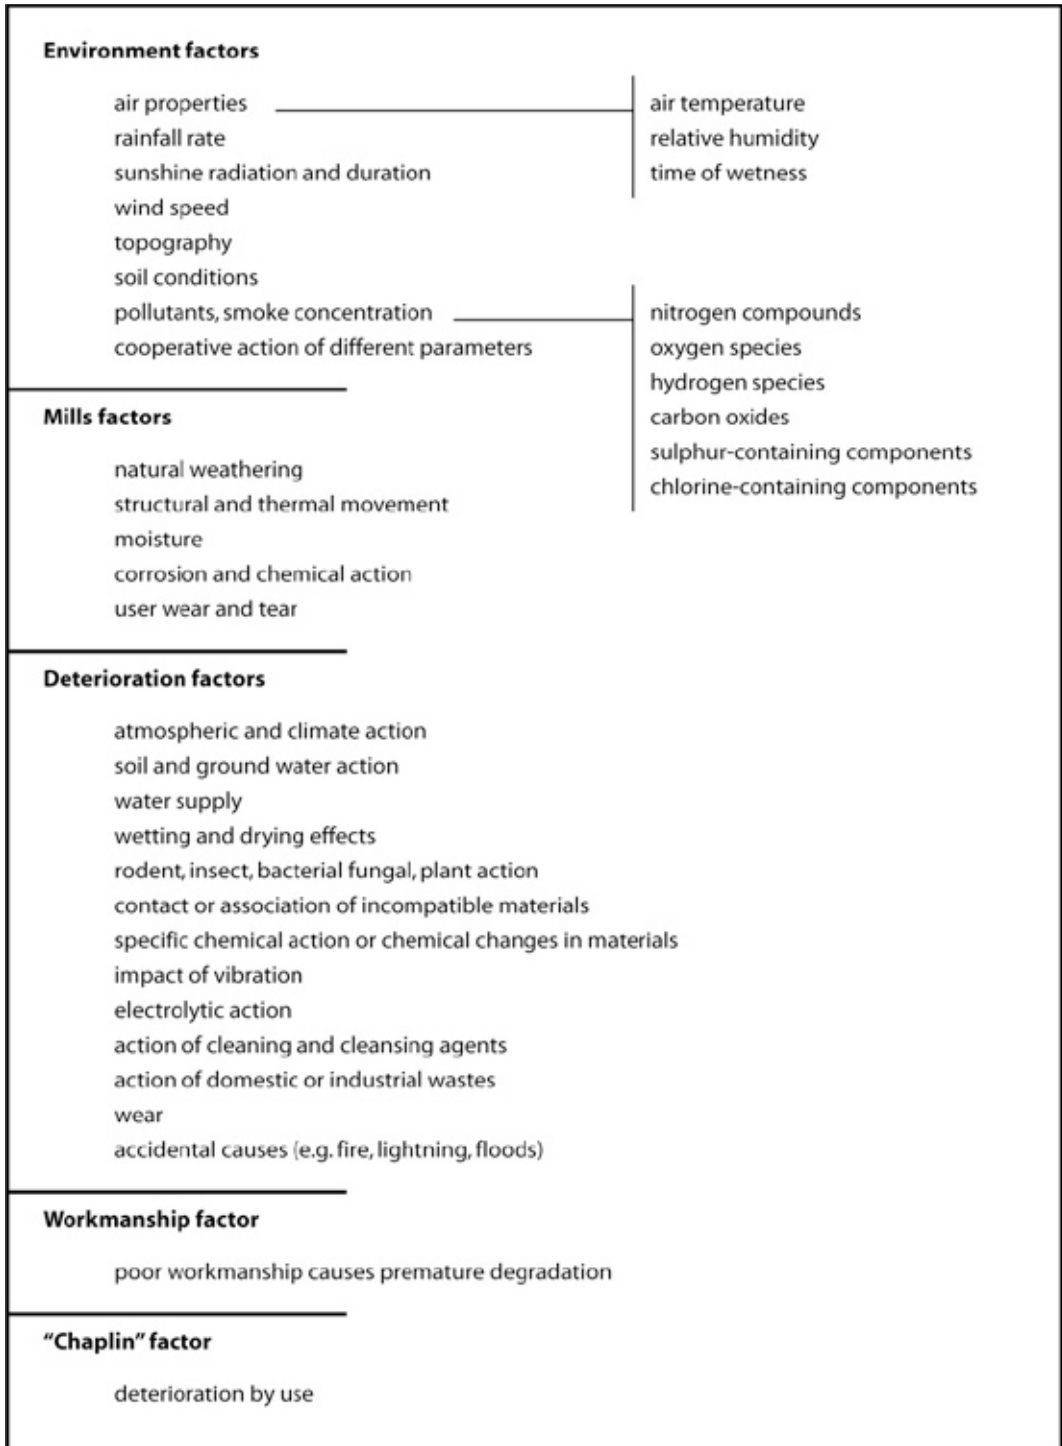 Environment factors
air properties
air temperature
rainfall rate
relative humidity
sunshine radiation and duration
time of wetness
wind speed
topography
soil conditions
pollutants, smoke concentration
nitrogen compounds
cooperative action of different parameters
oxygen species
hydrogen species
Mills factors
carbon oxides
sulphur-containing components
natural weathering
chlorine-containing components
structural and thermal movement
moisture
corrosion and chemical action
user wear and tear
Deterioration factors
atmospheric and climate action
soil and ground water action
water supply
wetting and drying effects
rodent, insect, bacterial fungal, plant action
contact or association of incompatible materials
specific chemical action or chemical changes in materials
impact of vibration
electrolytic action
action of cleaning and cleansing agents
action of domestic or industrial wastes
wear
accidental causes (e.g. fire, lightning, floods)
Workmanship factor
poor workmanship causes premature degradation
“Chaplin” factor
deterioration by use